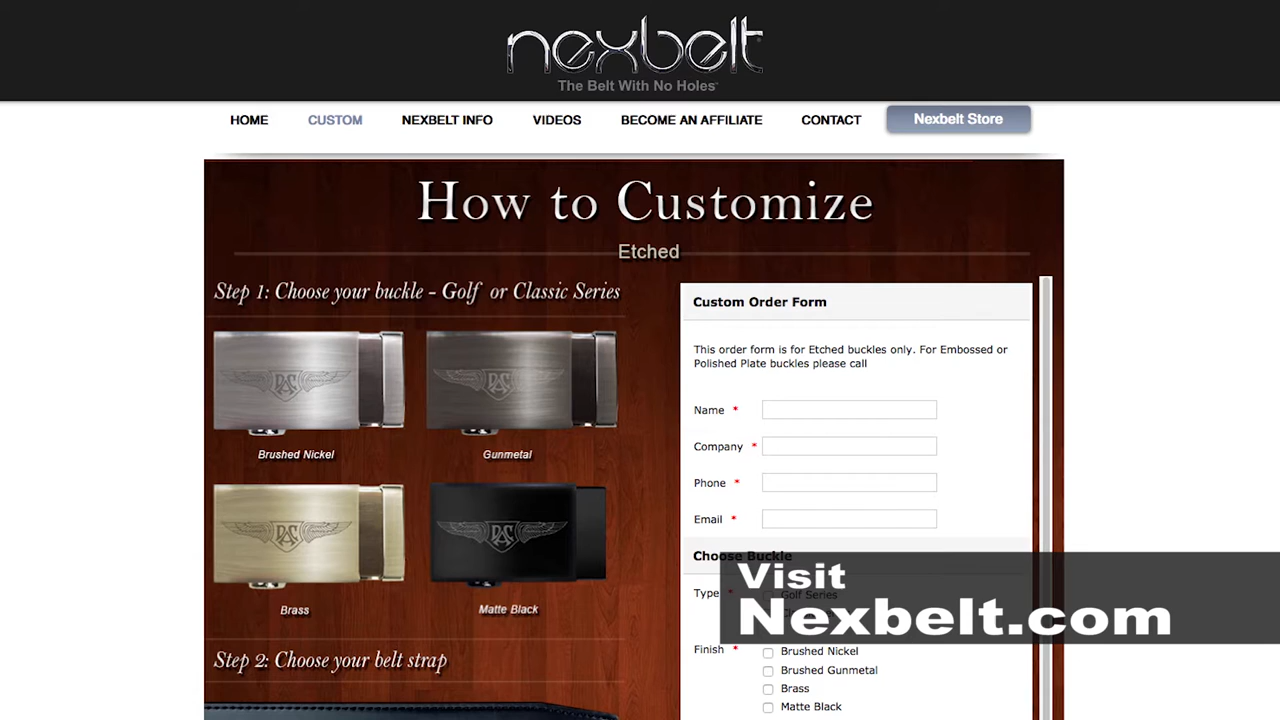 nexbelt
The Belt With No Holes
HOME CUSTOM NEXBELT INFO VIDEOS BECOME AN AFFILIATE CONTACT Nexbelt Store
How to Customize
Etched
Step 1: Choose your buckle - Golf or Classic Series
Brushed Nickel
Gunmetal
Brass
Matte Black
Step 2: Choose your belt strap
Custom Order Form
This order form is for Etched buckles only. For Embossed or
Polished Plate buckles please call
Name *
Company *
Phone *
Email *
Choose Buckle
Type * Golf Series
Finish * Brushed Nickel
Brushed Gunmetal
Brass
Matte Black
Visit
Nexbelt.com